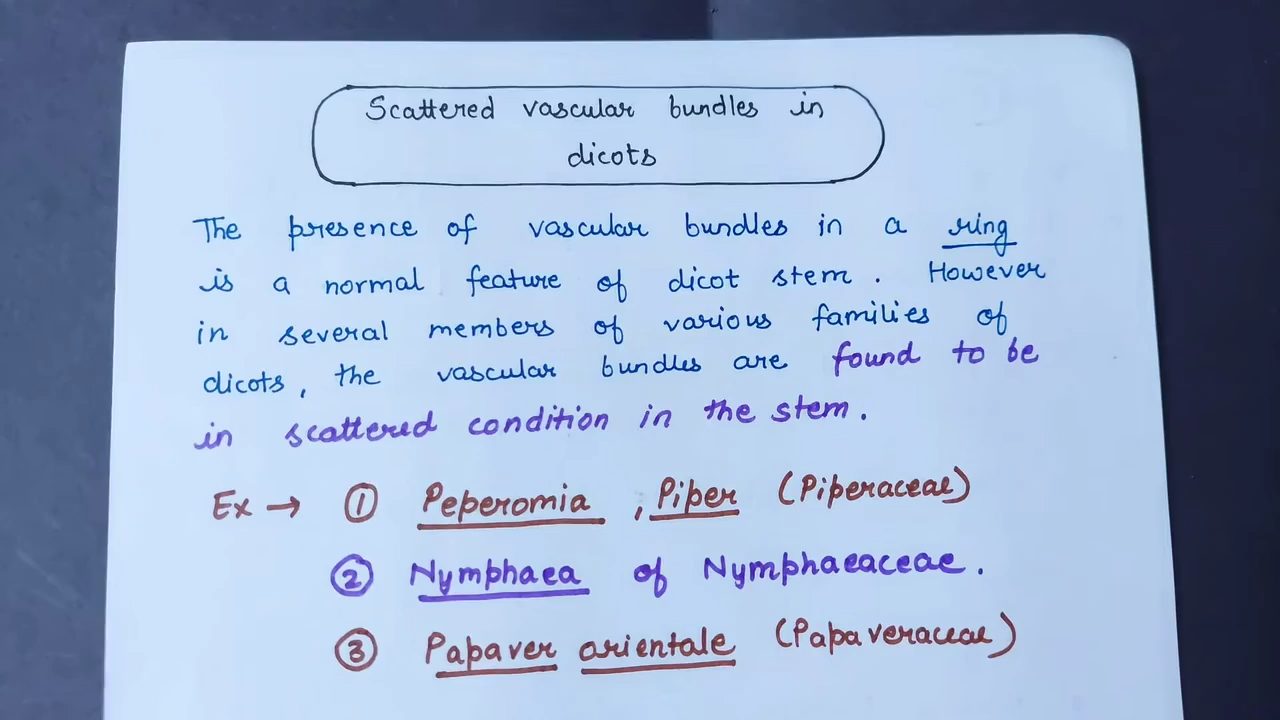 Scattered vascular bundles in
dicots
The presence of vascular bundles in a ring
is a normal feature of dicot stem. However
in several members of various families of
dicots, the vascular bundles are found to be
in scattered condition in the stem.
Ex → ① Peperomia, Piper (Piperaceae)
② Nymphaea of Nymphaeaceae.
③ Papaver orientale (Papaveraceae)